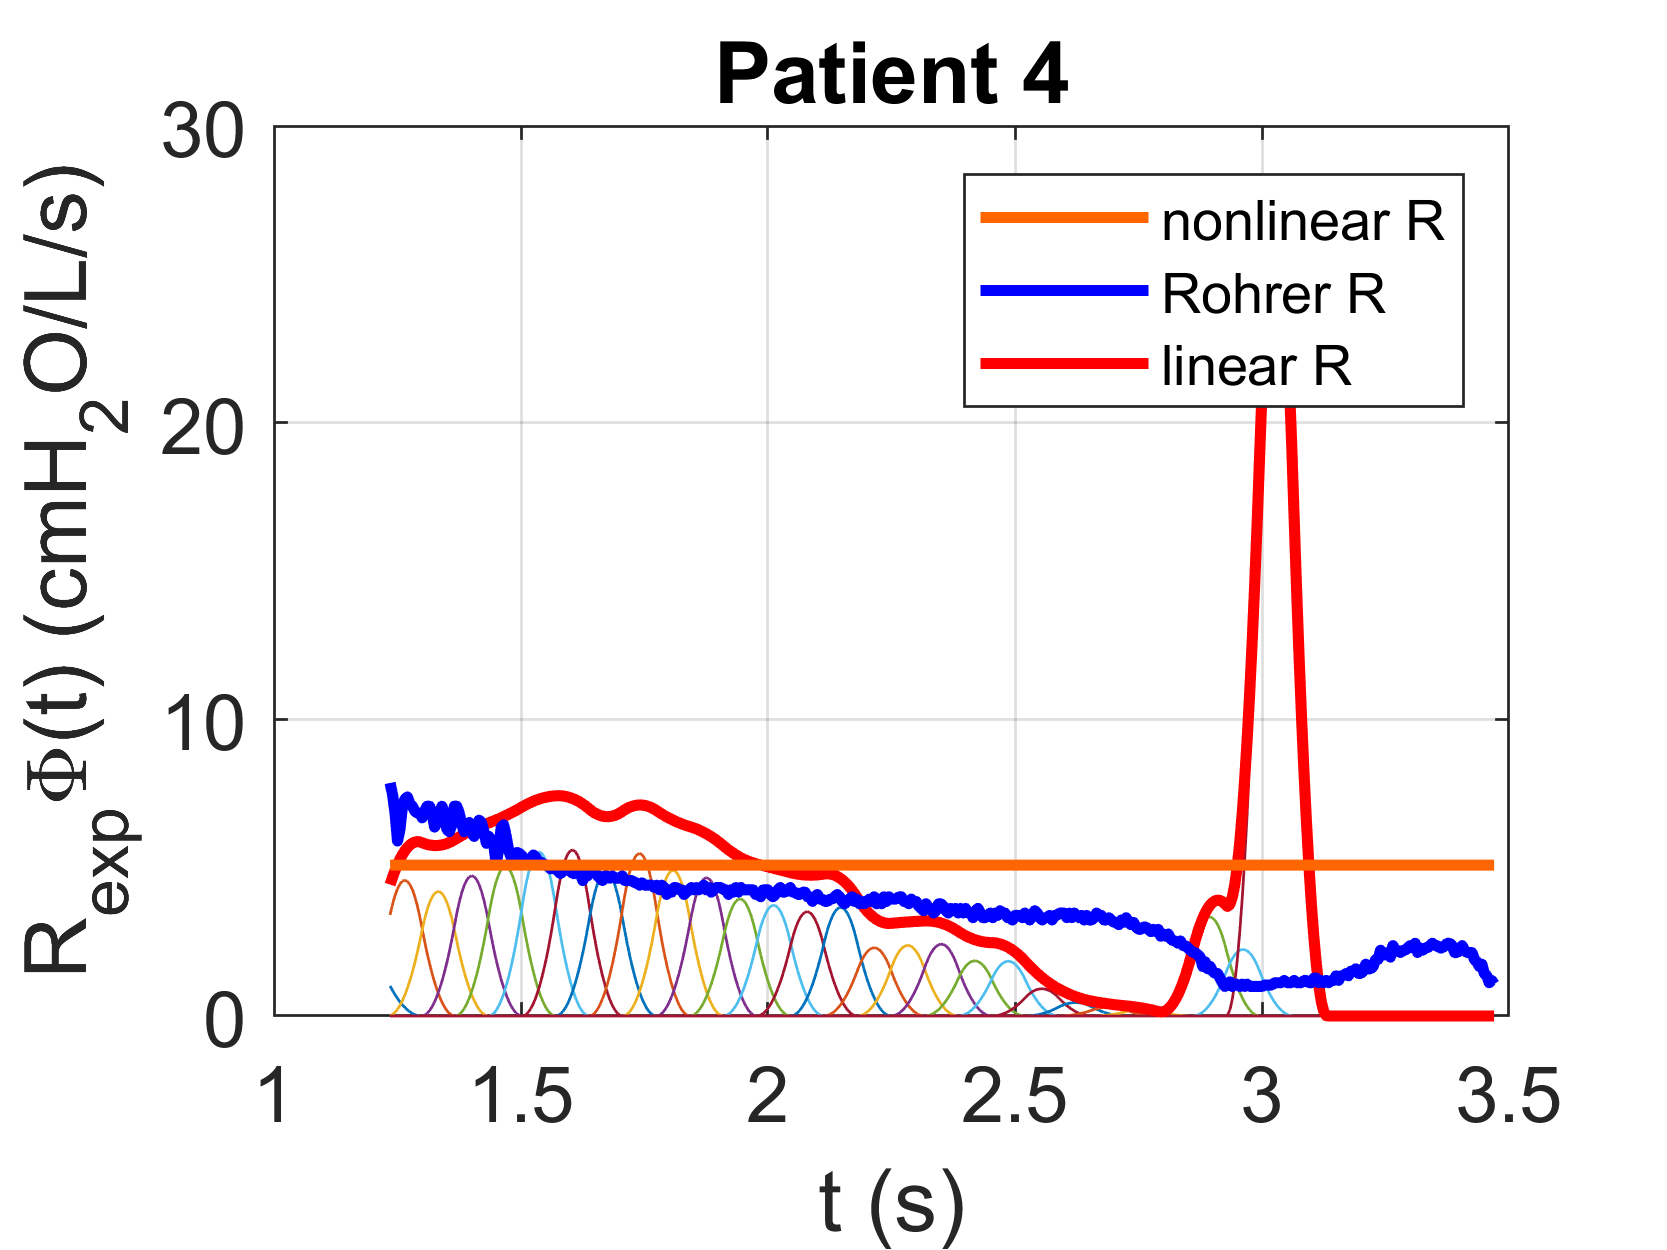 Patient 4
30
20
10
0
R_expΦ(t) (cmH_2O/L/s)
nonlinear R
Rohrer R
linear R
1 1.5 2 2.5 3 3.5
t (s)